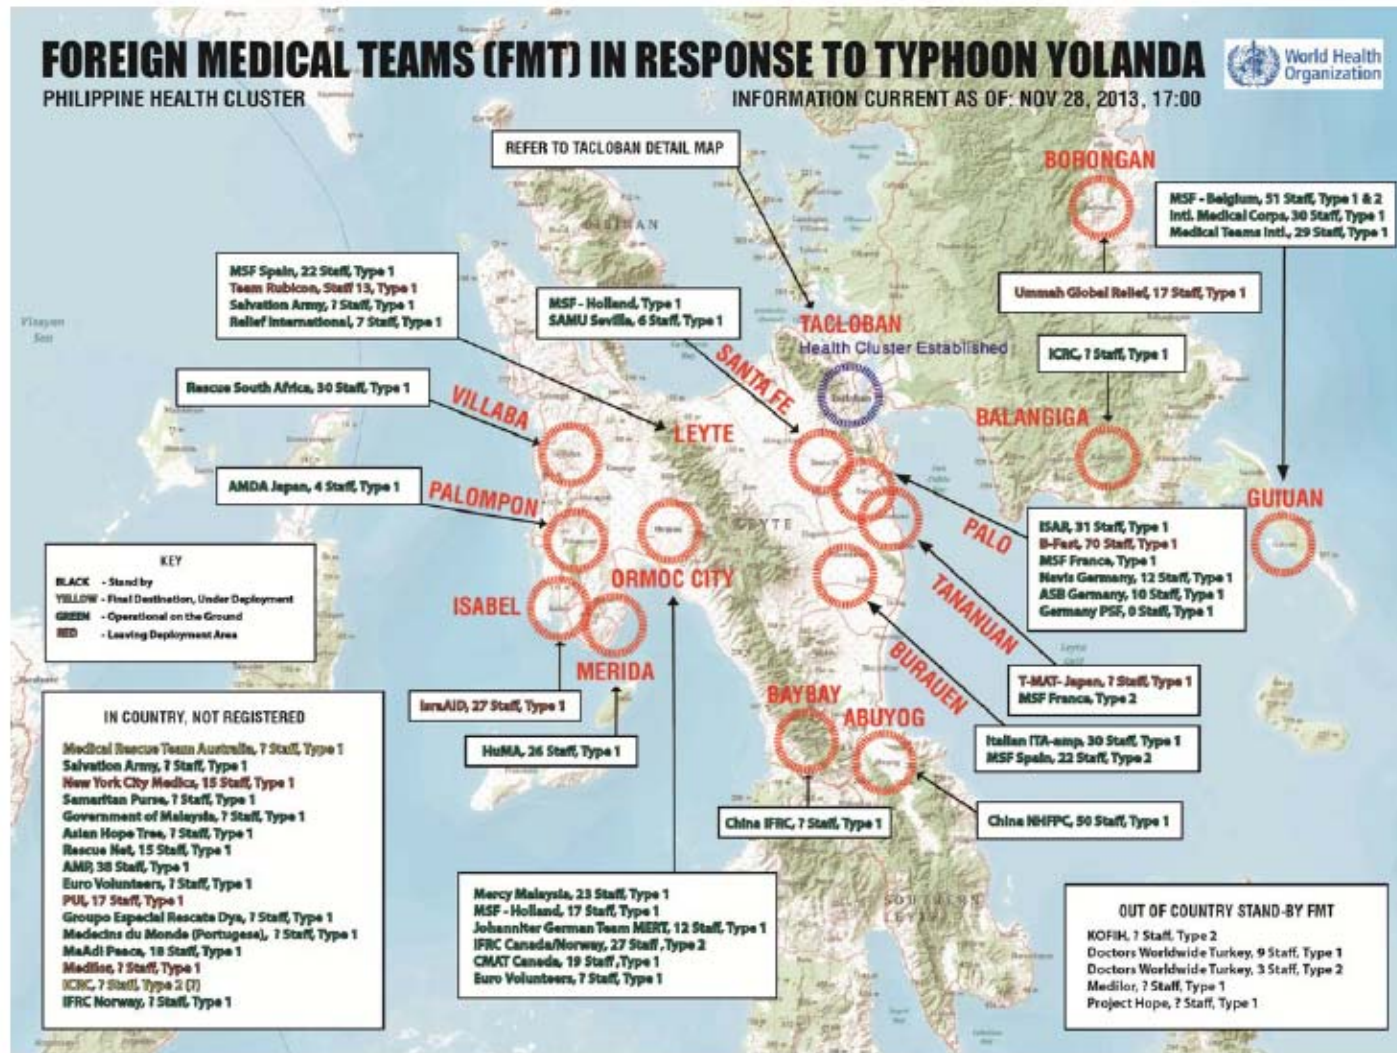 FOREIGN MEDICAL TEAMS (FMT) IN RESPONSE TO TYPHOON YOLANDA
PHILIPPINE HEALTH CLUSTER
INFORMATION CURRENT AS OF: NOV 28, 2013, 17:00
World Health
Organization
REFER TO TACLOBAN DETAIL MAP
BORONGAN
MSF - Belgium, 51 Staff, Type 1 & 2
Intl. Medical Corps, 30 Staff, Type 1
Medical Teams Intl., 29 Staff, Type 1
MSF Spain, 22 Staff, Type 1
Team Rubicon, Staff 13, Type 1
Salvation Army, ? Staff, Type 1
Relief International, 7 Staff, Type 1
MSF - Holland, Type 1
SAMU Sevilla, 6 Staff, Type 1
Ummah Global Relief, 17 Staff, Type 1
TACLOBAN
Health Cluster Established
ICRC, ? Staff, Type 1
Visayan
Sea
Rescue South Africa, 30 Staff, Type 1
VILLABA
SANTA FE
LEYTE
BALANGIGA
AMDA Japan, 4 Staff, Type 1
PALOMPON
GUIUAN
LEYTE
PALO
ISAR, 31 Staff, Type 1
B-Fast, 70 Staff, Type 1
MSF France, Type 1
Navis Germany, 12 Staff, Type 1
ASB Germany, 10 Staff, Type 1
Germany PSF, 0 Staff, Type 1
KEY
BLACK - Stand by
YELLOW - Final Destination, Under Deployment
GREEN - Operational on the Ground
RED - Leaving Deployment Area
ORMOC CITY
ISABEL
MERIDA
TANANUAN
BURAUEN
Leyte
Gulf
T-MAT- Japan, ? Staff, Type 1
MSF France, Type 2
IsraAID, 27 Staff, Type 1
HuMA, 26 Staff, Type 1
BAYBAY
ABUYOG
Italian ITA-amp, 30 Staff, Type 1
MSF Spain, 22 Staff, Type 2
China IFRC, ? Staff, Type 1
China NHFPC, 50 Staff, Type 1
IN COUNTRY, NOT REGISTERED
Medical Rescue Team Australia, ? Staff, Type 1
Salvation Army, ? Staff, Type 1
New York City Medics, 15 Staff, Type 1
Samaritan Purse, ? Staff, Type 1
Government of Malaysia, ? Staff, Type 1
Asian Hope Tree, ? Staff, Type 1
Rescue Net, 15 Staff, Type 1
AMP, 38 Staff, Type 1
Euro Volunteers, ? Staff, Type 1
PUI, 17 Staff, Type 1
Groupo Especial Rescate Dya, ? Staff, Type 1
Medecins du Monde (Portugese), ? Staff, Type 1
MaAdi Peace, 18 Staff, Type 1
Medilor, ? Staff, Type 1
ICRC, ? Staff, Type 2 (?)
IFRC Norway, ? Staff, Type 1
Mercy Malaysia, 23 Staff, Type 1
MSF - Holland, 17 Staff, Type 1
Johanniter German Team MERT, 12 Staff, Type 1
IFRC Canada/Norway, 27 Staff ,Type 2
CMAT Canada, 19 Staff ,Type 1
Euro Volunteers, ? Staff, Type 1
SOUTHERN
LEYTE
OUT OF COUNTRY STAND-BY FMT
KOFIH, ? Staff, Type 2
Doctors Worldwide Turkey, 9 Staff, Type 1
Doctors Worldwide Turkey, 3 Staff, Type 2
Medilor, ? Staff, Type 1
Project Hope, ? Staff, Type 1